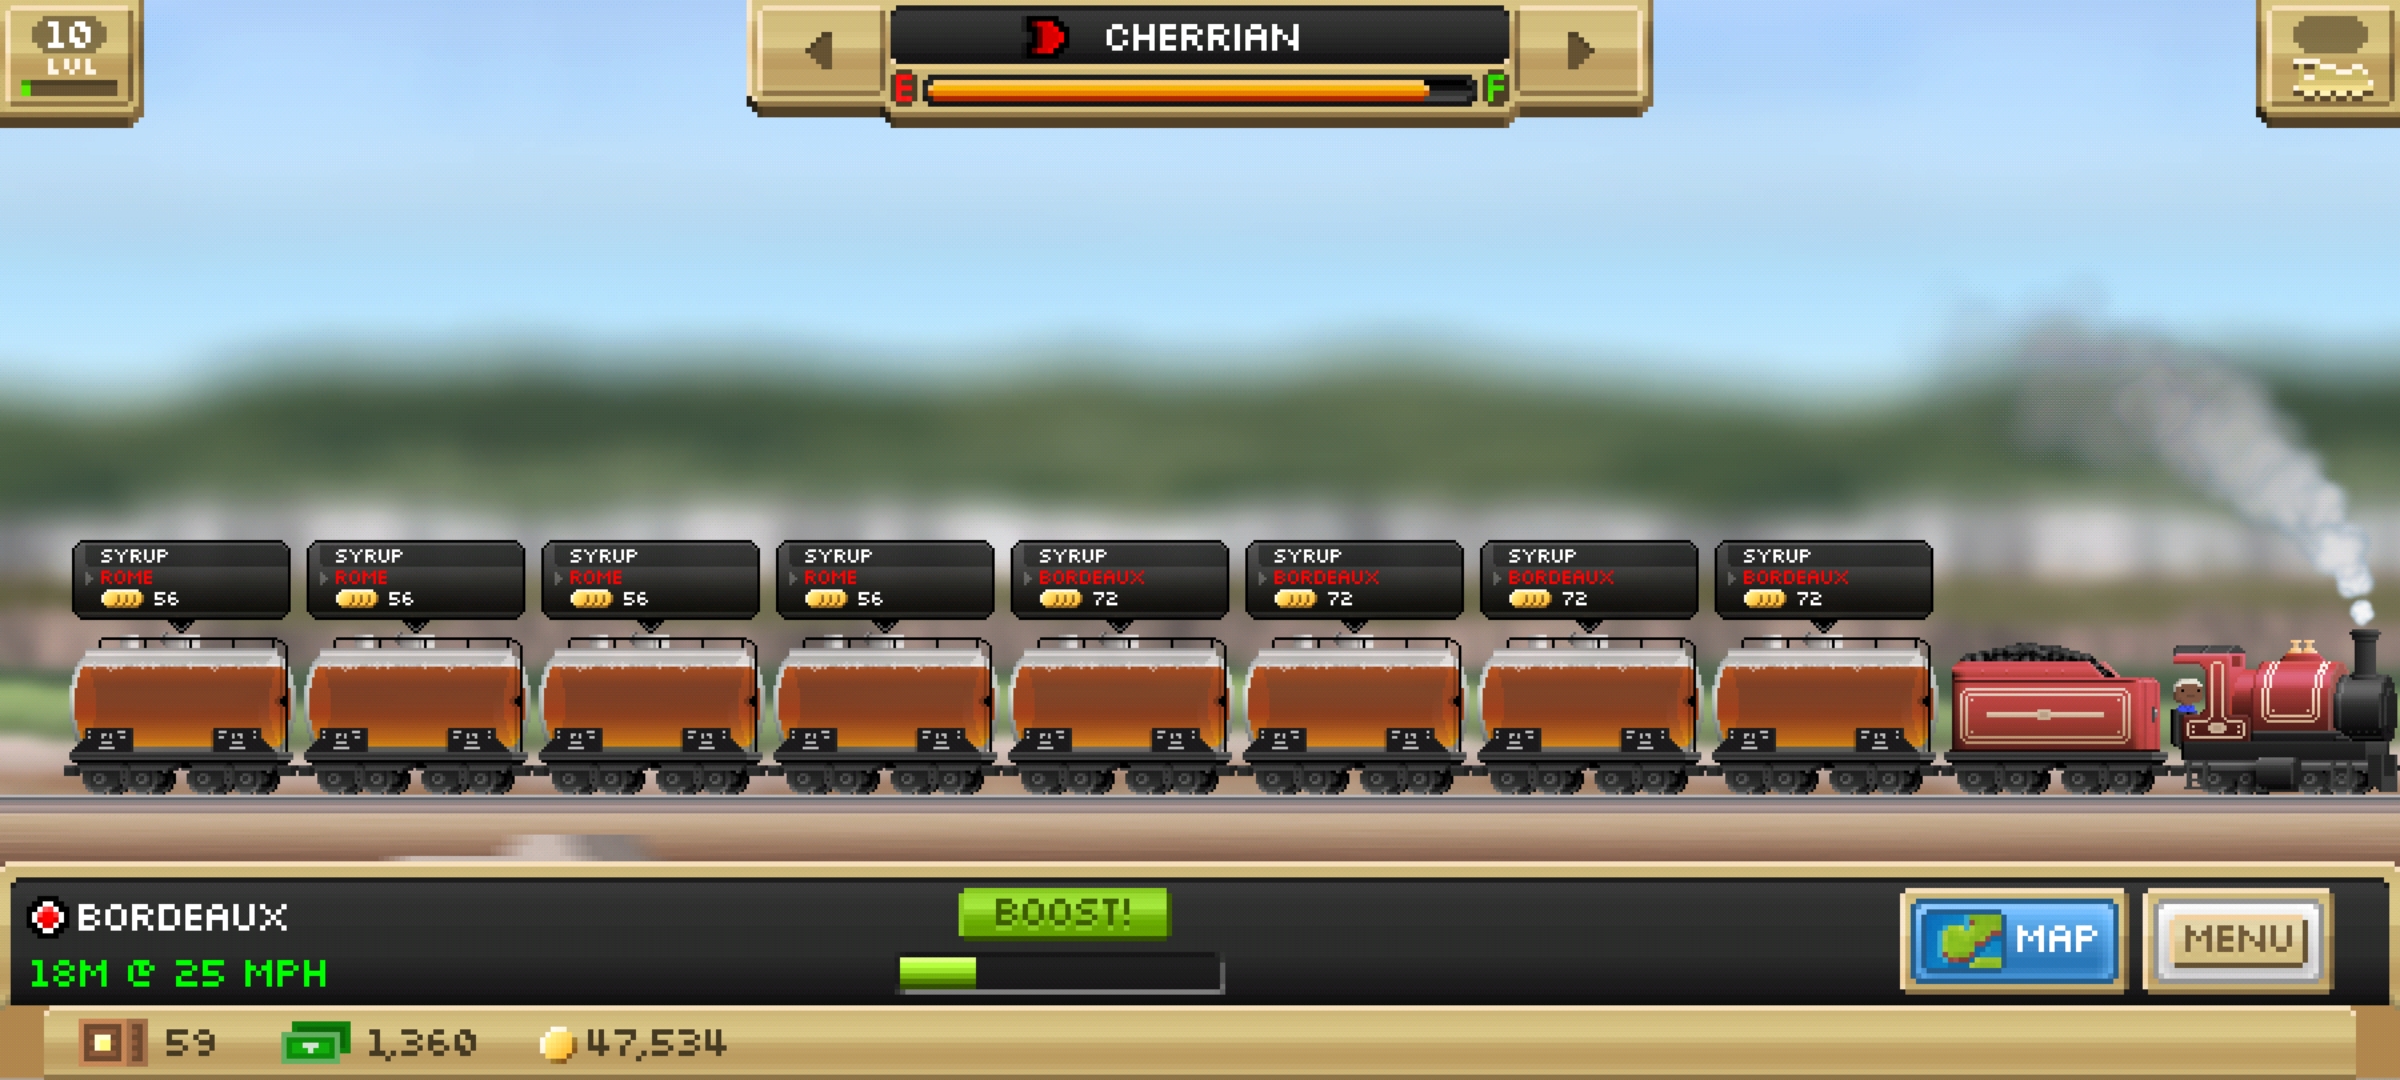 10
LVL
CHERRIAN
E F
SYRUP
ROME
56
SYRUP
ROME
56
SYRUP
ROME
56
SYRUP
ROME
56
SYRUP
BORDEAUX
72
SYRUP
BORDEAUX
72
SYRUP
BORDEAUX
72
SYRUP
BORDEAUX
72
BORDEAUX
18M @ 25 MPH
BOOST!
MAP
MENU
59 1,360 47,534